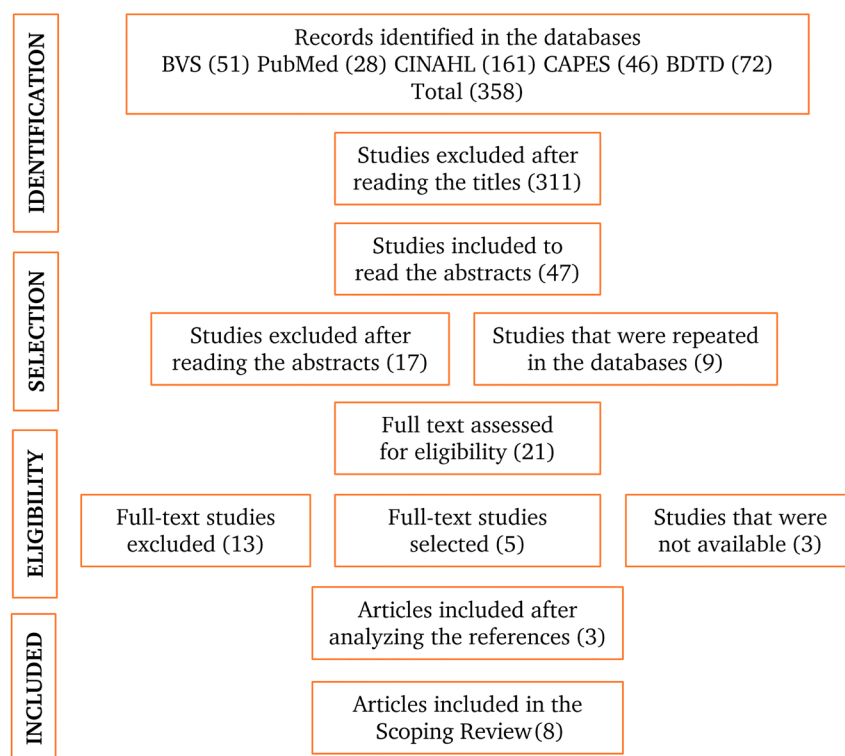 IDENTIFICATION
Records identified in the databases
BVS (51) PubMed (28) CINAHL (161) CAPES (46) BDTD (72)
Total (358)
Studies excluded after
reading the titles (311)
SELECTION
Studies included to
read the abstracts (47)
Studies excluded after
reading the abstracts (17)
Studies that were repeated
in the databases (9)
ELIGIBILITY
Full text assessed
for eligibility (21)
Full-text studies
excluded (13)
Full-text studies
selected (5)
Studies that were
not available (3)
INCLUDED
Articles included after
analyzing the references (3)
Articles included in the
Scoping Review (8)